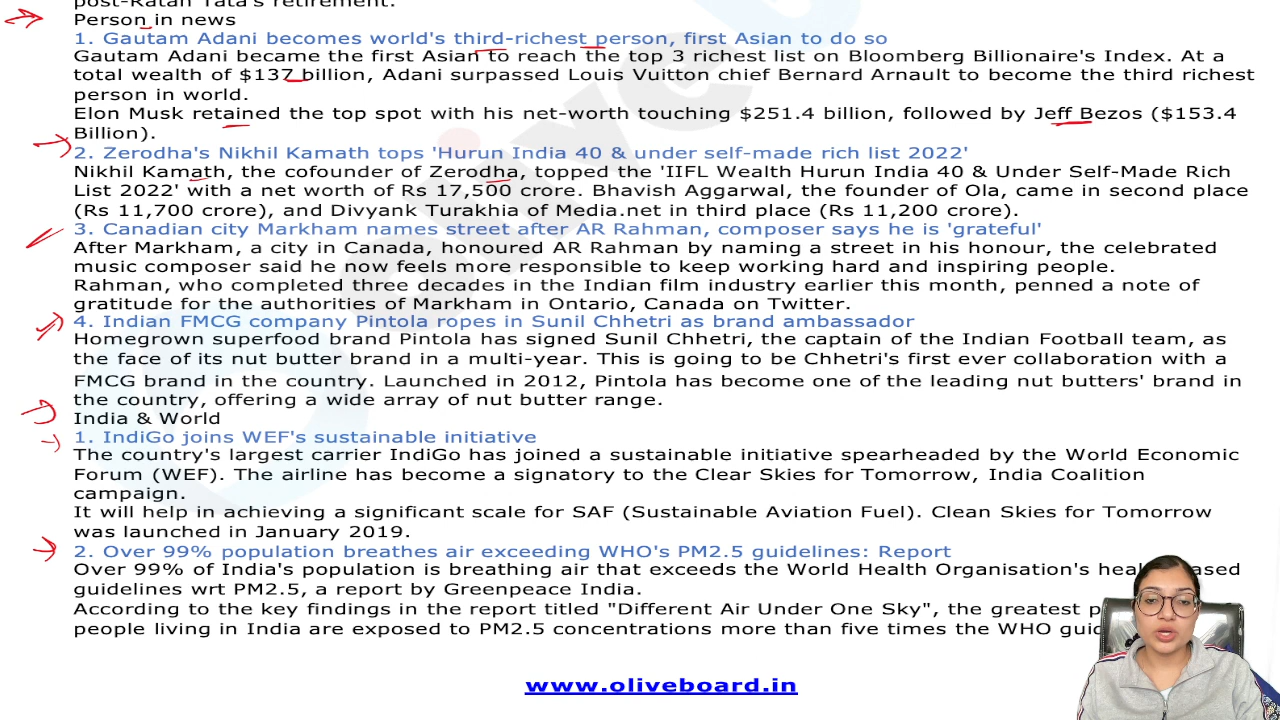 post-Ratan Tata's retirement.
Person in news
1. Gautam Adani becomes world's third-richest person, first Asian to do so
Gautam Adani became the first Asian to reach the top 3 richest list on Bloomberg Billionaire's Index. At a
total wealth of $137 billion, Adani surpassed Louis Vuitton chief Bernard Arnault to become the third richest
person in world.
Elon Musk retained the top spot with his net-worth touching $251.4 billion, followed by Jeff Bezos ($153.4
Billion).
2. Zerodha's Nikhil Kamath tops 'Hurun India 40 & under self-made rich list 2022'
Nikhil Kamath, the cofounder of Zerodha, topped the 'IIFL Wealth Hurun India 40 & Under Self-Made Rich
List 2022' with a net worth of Rs 17,500 crore. Bhavish Aggarwal, the founder of Ola, came in second place
(Rs 11,700 crore), and Divyank Turakhia of Media.net in third place (Rs 11,200 crore).
3. Canadian city Markham names street after AR Rahman, composer says he is 'grateful'
After Markham, a city in Canada, honoured AR Rahman by naming a street in his honour, the celebrated
music composer said he now feels more responsible to keep working hard and inspiring people.
Rahman, who completed three decades in the Indian film industry earlier this month, penned a note of
gratitude for the authorities of Markham in Ontario, Canada on Twitter.
4. Indian FMCG company Pintola ropes in Sunil Chhetri as brand ambassador
Homegrown superfood brand Pintola has signed Sunil Chhetri, the captain of the Indian Football team, as
the face of its nut butter brand in a multi-year. This is going to be Chhetri's first ever collaboration with a
FMCG brand in the country. Launched in 2012, Pintola has become one of the leading nut butters' brand in
the country, offering a wide array of nut butter range.
India & World
1. IndiGo joins WEF's sustainable initiative
The country's largest carrier IndiGo has joined a sustainable initiative spearheaded by the World Economic
Forum (WEF). The airline has become a signatory to the Clear Skies for Tomorrow, India Coalition
campaign.
It will help in achieving a significant scale for SAF (Sustainable Aviation Fuel). Clean Skies for Tomorrow
was launched in January 2019.
2. Over 99% population breathes air exceeding WHO's PM2.5 guidelines: Report
Over 99% of India's population is breathing air that exceeds the World Health Organisation's
guidelines wrt PM2.5, a report by Greenpeace India.
According to the key findings in the report titled "Different Air Under One Sky", the greatest
people living in India are exposed to PM2.5 concentrations more than five times the WHO
www.oliveboard.in